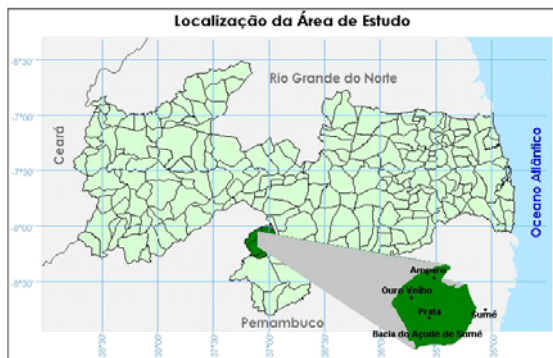 Localização da Área de Estudo
-6°30'
Rio Grande do Norte
-7°00'
Ceará
Oceano Atlântico
-7°30'
-8°00'
Amparo
-8°30'
Ouro Velho
Prata
Sumé
Pernambuco
Bacia do Açude de Sumé
38°30'
38°00'
37°30'
37°00'
36°30'
36°00'
35°30'
35°00'